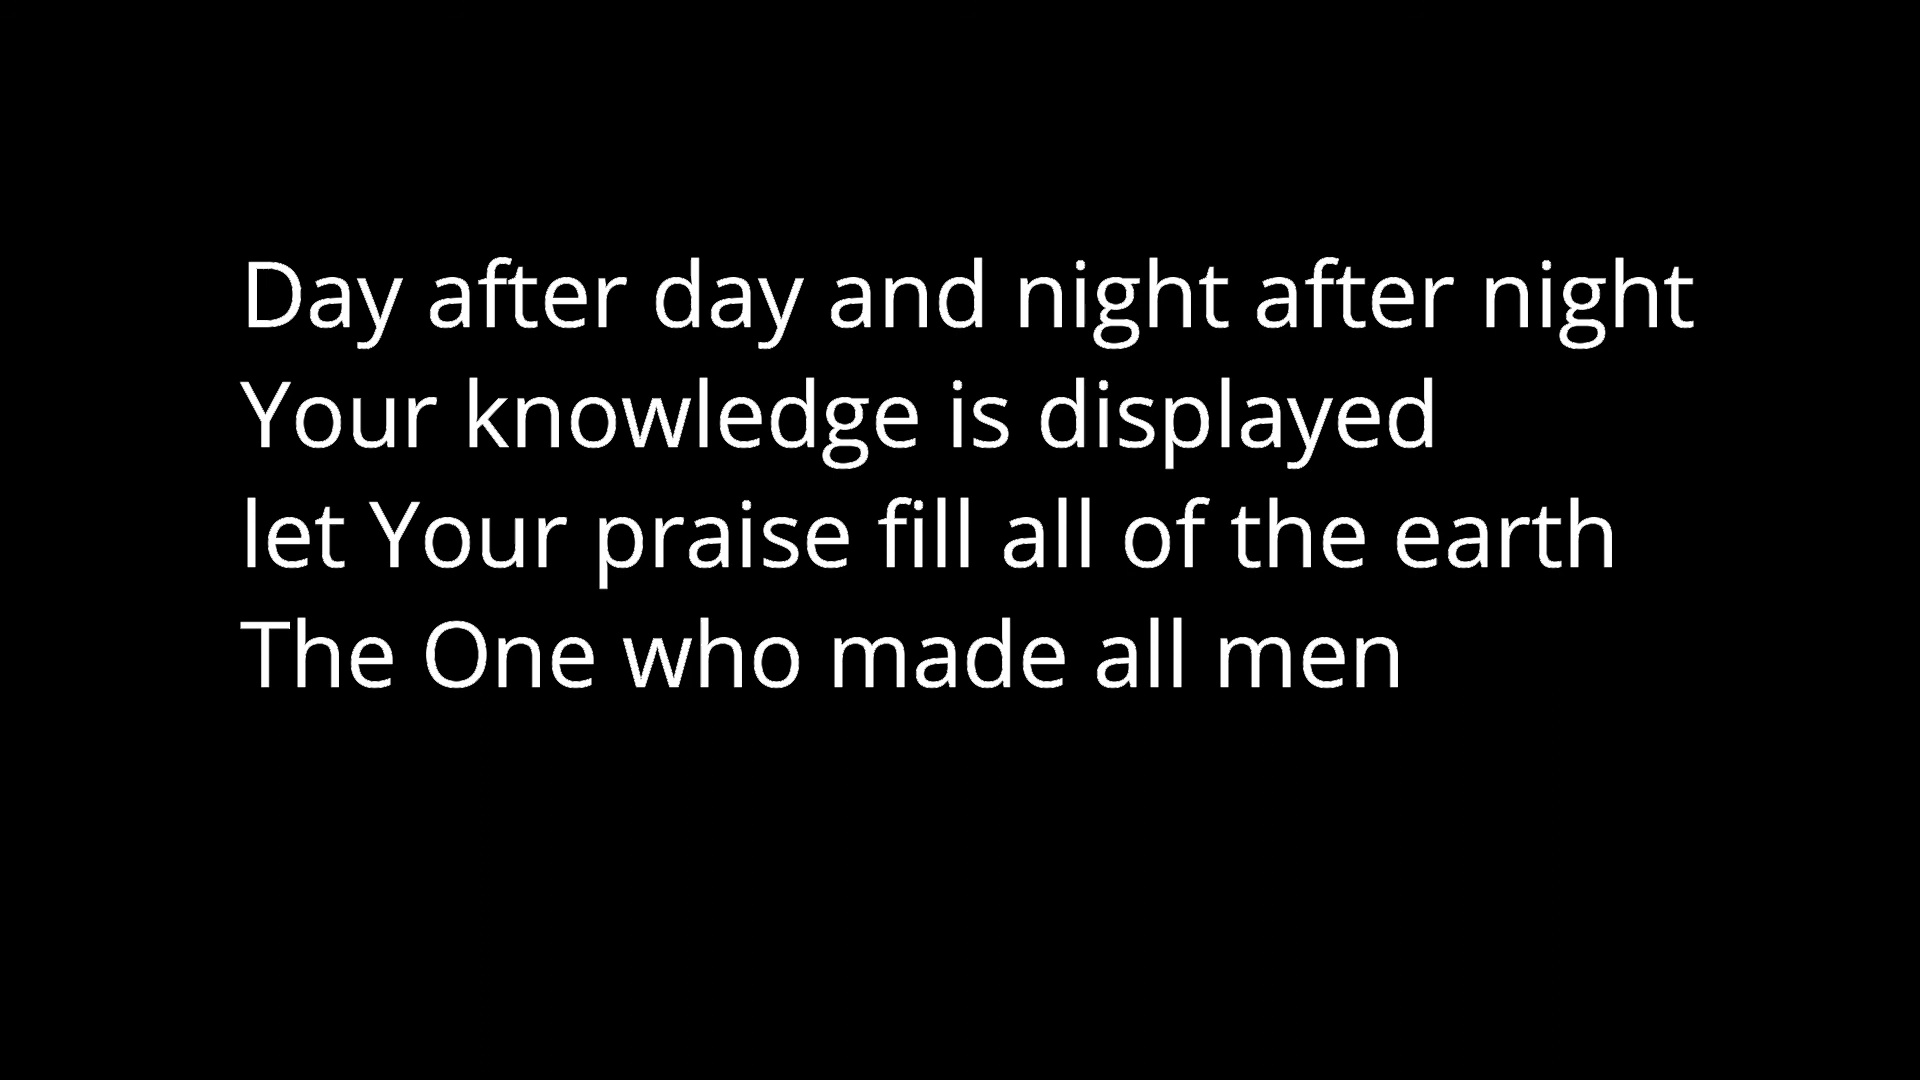 Day after day and night after night
Your knowledge is displayed
let Your praise fill all of the earth
The One who made all men